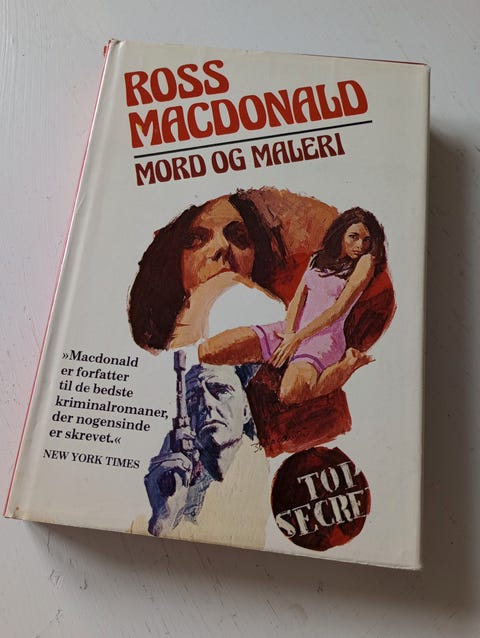 ROSS
MACDONALD
MORD OG MALERI
»Macdonald
er forfatter
til de bedste
kriminalromaner,
der nogensinde
er skrevet.«
NEW YORK TIMES
TOP
SECRE